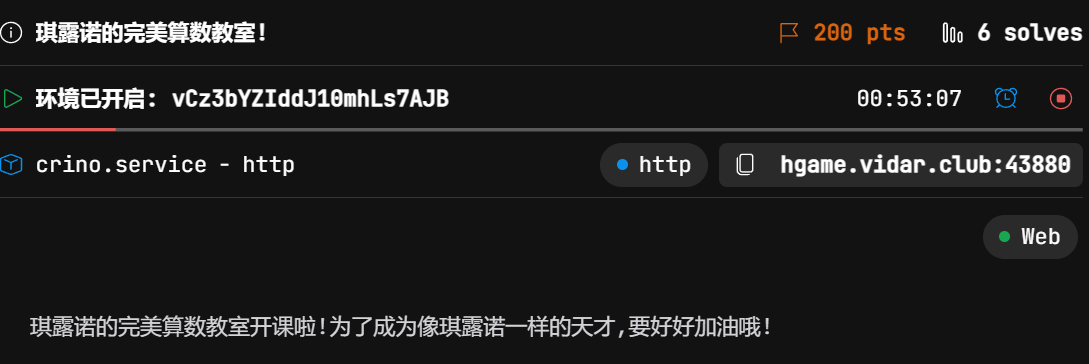 琪露诺的完美算数教室! 200 pts 6 solves
环境已开启: vCz3bYZIddJ10mhLs7AJB 00:53:07
crino.service - http http hgame.vidar.club:43880
Web
琪露诺的完美算数教室开课啦!为了成为像琪露诺一样的天才,要好好加油哦!